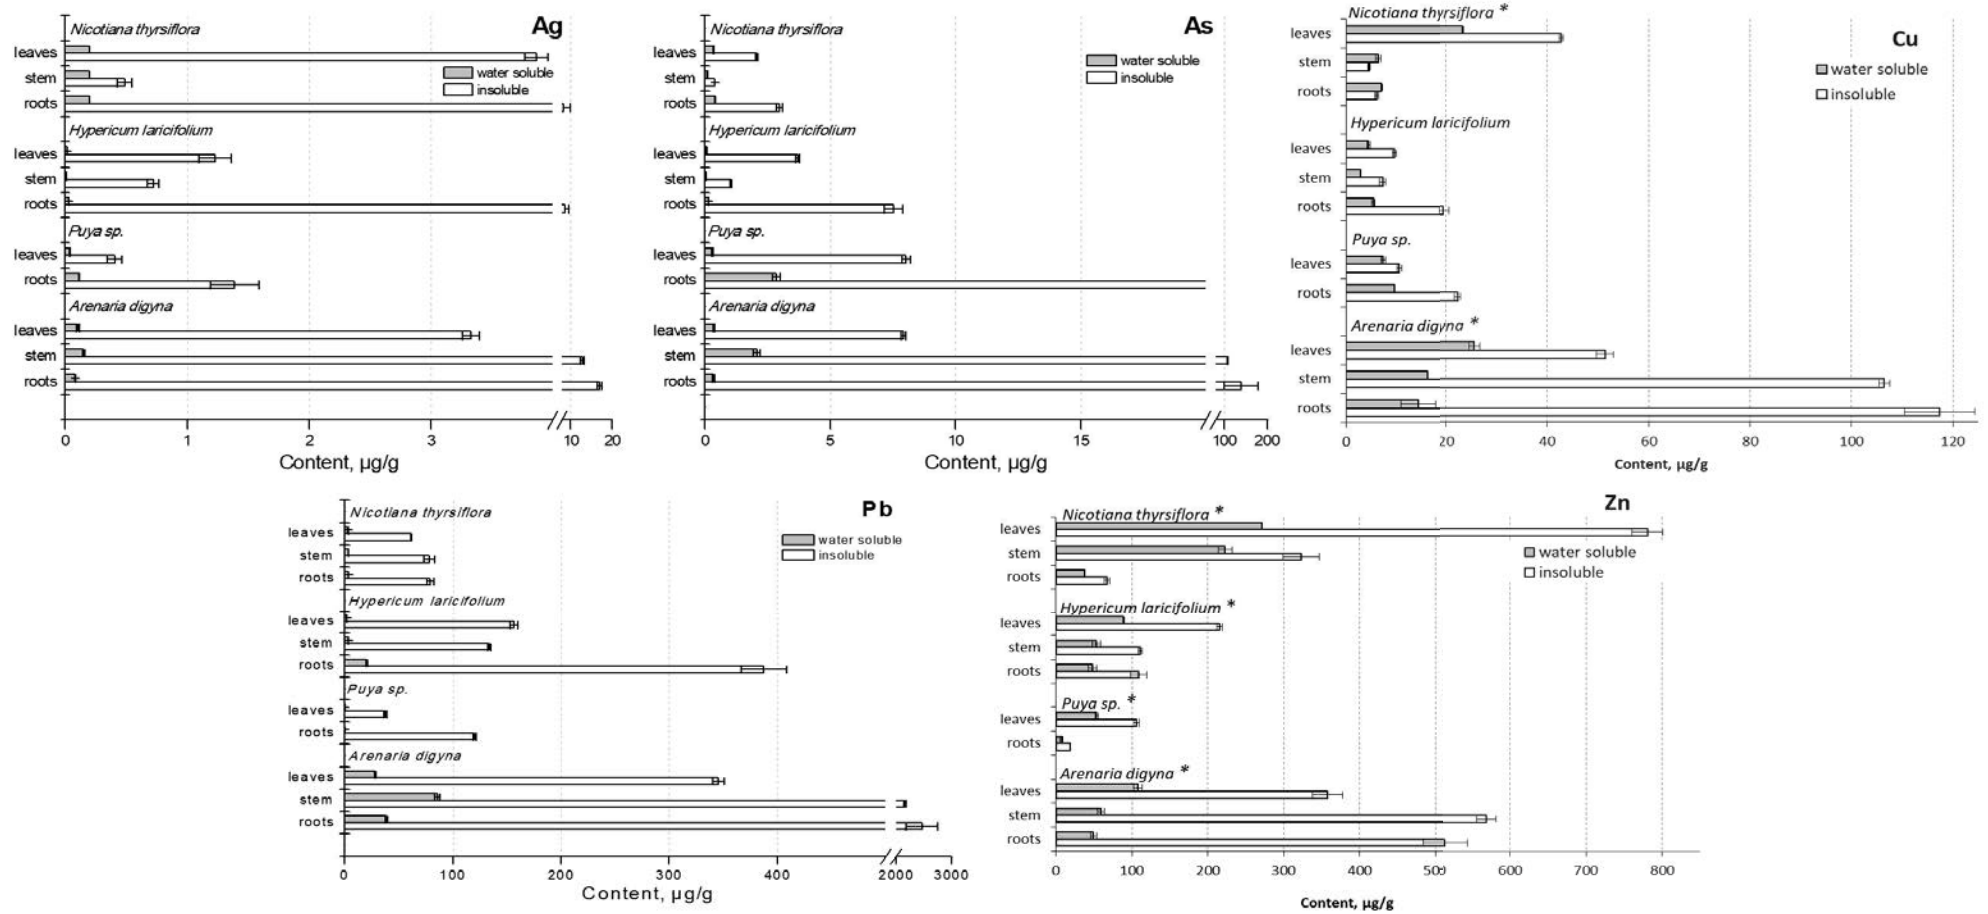 Ag
Nicotiana thyrsiflora
leaves
stem
roots
water soluble
insoluble
Hypericum laricifolium
leaves
stem
roots
Puya sp.
leaves
roots
Arenaria digyna
leaves
stem
roots
0 1 2 3 10 20
Content, µg/g
As
Nicotiana thyrsiflora
leaves
stem
roots
water soluble
insoluble
Hypericum laricifolium
leaves
stem
roots
Puya sp.
leaves
roots
Arenaria digyna
leaves
stem
roots
0 5 10 15 100 200
Content, µg/g
Cu
Nicotiana thyrsiflora *
leaves
stem
roots
water soluble
insoluble
Hypericum laricifolium
leaves
stem
roots
Puya sp.
leaves
roots
Arenaria digyna *
leaves
stem
roots
0 20 40 60 80 100 120
Content, µg/g
Pb
Nicotiana thyrsiflora
leaves
stem
roots
water soluble
insoluble
Hypericum laricifolium
leaves
stem
roots
Puya sp.
leaves
roots
Arenaria digyna
leaves
stem
roots
0 100 200 300 400 2000 3000
Content, µg/g
Zn
Nicotiana thyrsiflora *
leaves
stem
roots
water soluble
insoluble
Hypericum laricifolium *
leaves
stem
roots
Puya sp. *
leaves
roots
Arenaria digyna *
leaves
stem
roots
0 100 200 300 400 500 600 700 800
Content, µg/g